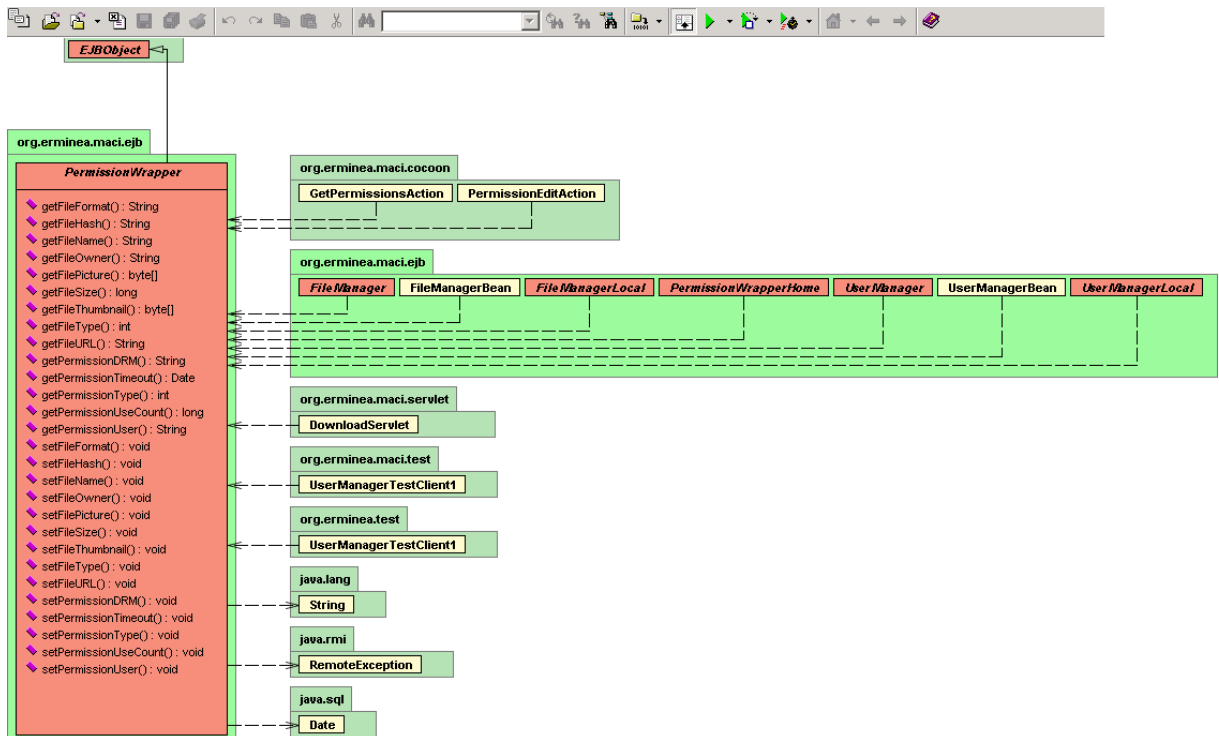 EJBObject
org.erminea.maci.ejb
PermissionWrapper
getFileFormat() : String
getFileHash() : String
getFileName() : String
getFileOwner() : String
getFilePicture() : byte[]
getFileSize() : long
getFileThumbnail() : byte[]
getFileType() : int
getFileURL() : String
getPermissionDRM() : String
getPermissionTimeout() : Date
getPermissionType() : int
getPermissionUseCount() : long
getPermissionUser() : String
setFileFormat() : void
setFileHash() : void
setFileName() : void
setFileOwner() : void
setFilePicture() : void
setFileSize() : void
setFileThumbnail() : void
setFileType() : void
setFileURL() : void
setPermissionDRM() : void
setPermissionTimeout() : void
setPermissionType() : void
setPermissionUseCount() : void
setPermissionUser() : void
org.erminea.maci.cocoon
GetPermissionsAction PermissionEditAction
org.erminea.maci.ejb
FileManager FileManagerBean FileManagerLocal PermissionWrapperHome UserManager UserManagerBean UserManagerLocal
org.erminea.maci.servlet
DownloadServlet
org.erminea.maci.test
UserManagerTestClient1
org.erminea.test
UserManagerTestClient1
java.lang
String
java.rmi
RemoteException
java.sql
Date